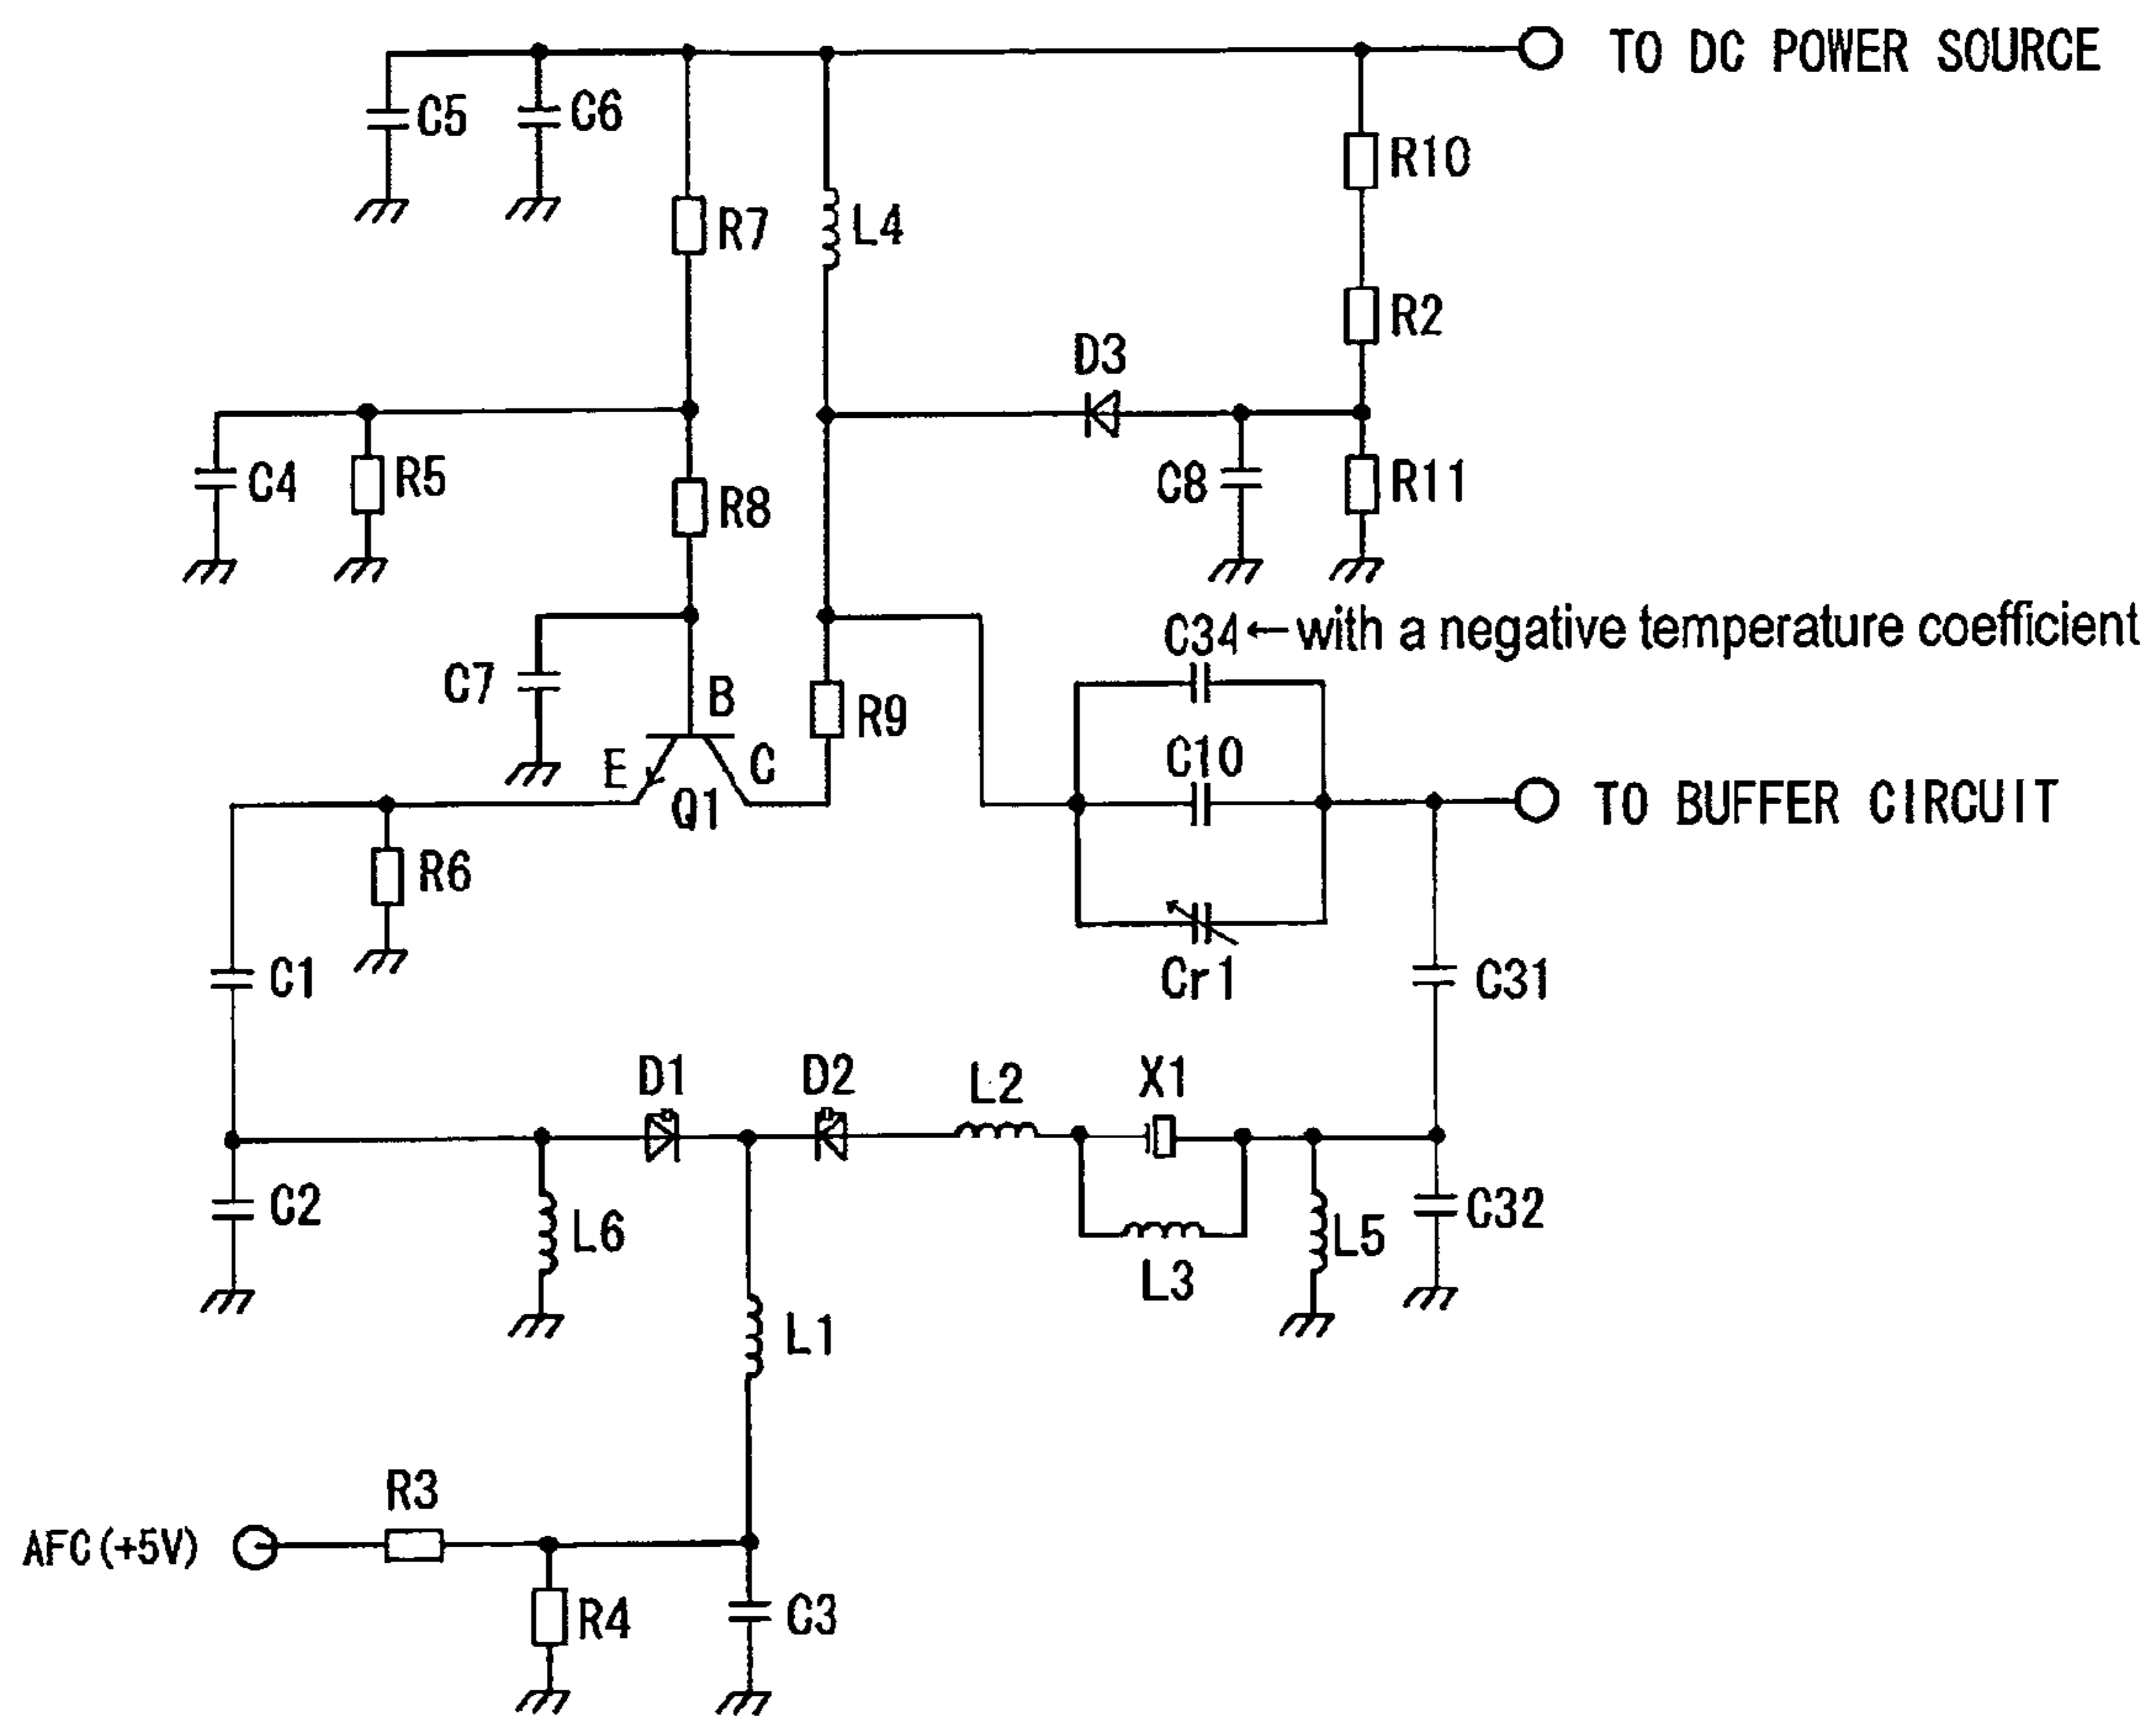 TO DC POWER SOURCE
C5
C6
R10
R7
L4
R2
D3
C4
R5
R8
C8
R11
C34←with a negative temperature coefficient
C7
B
R9
E
C
C10
Q1
TO BUFFER CIRCUIT
R6
C1
Cr1
C31
D1
D2
L2
X1
C2
L6
L5
C32
L3
L1
R3
AFC(+5V)
R4
C3